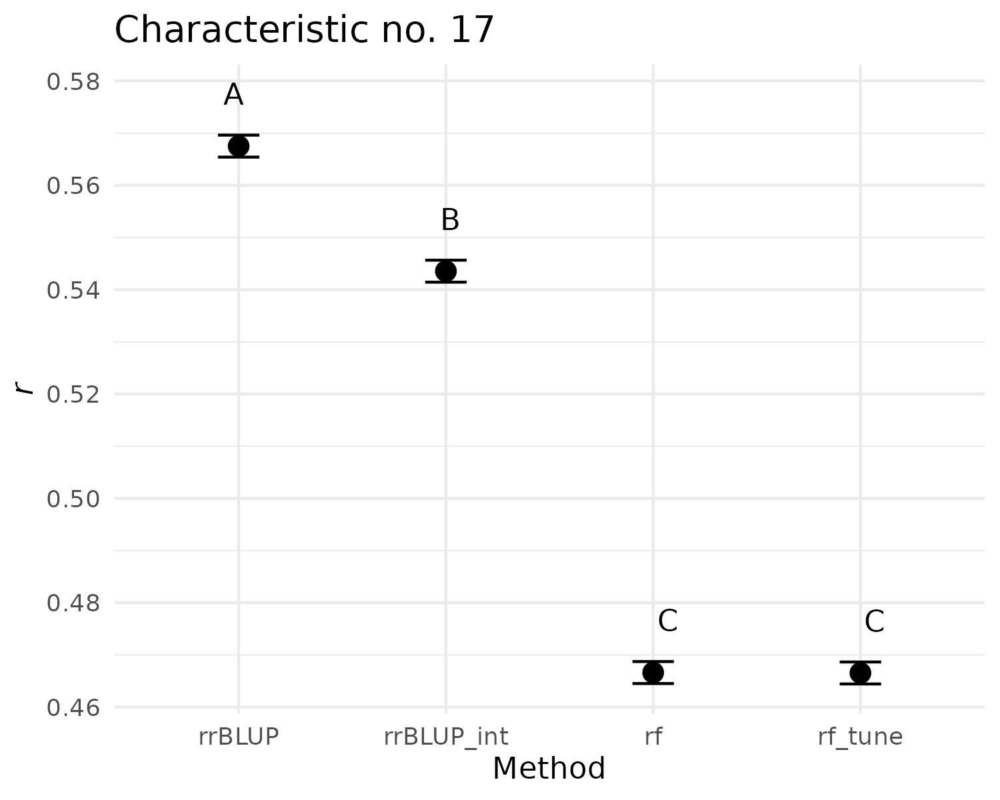 Characteristic no. 17
0.58
A
0.56
B
0.54
r
0.52
0.50
0.48
C C
0.46
rrBLUP rrBLUP_int rf rf_tune
Method